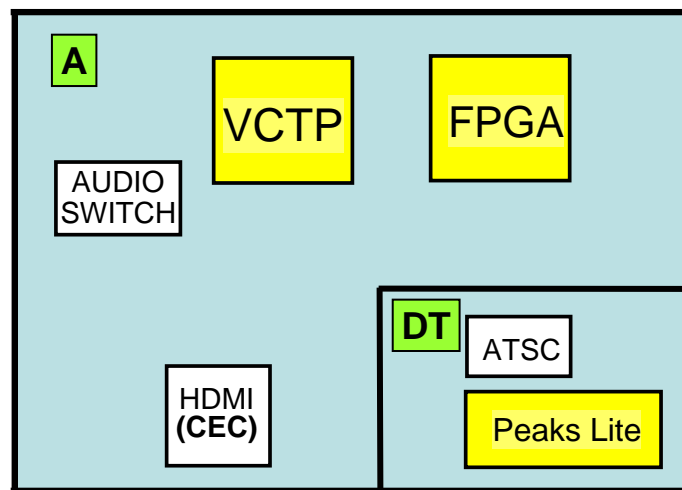 A
VCTP
FPGA
AUDIO
SWITCH
DT
ATSC
HDMI
(CEC)
Peaks Lite